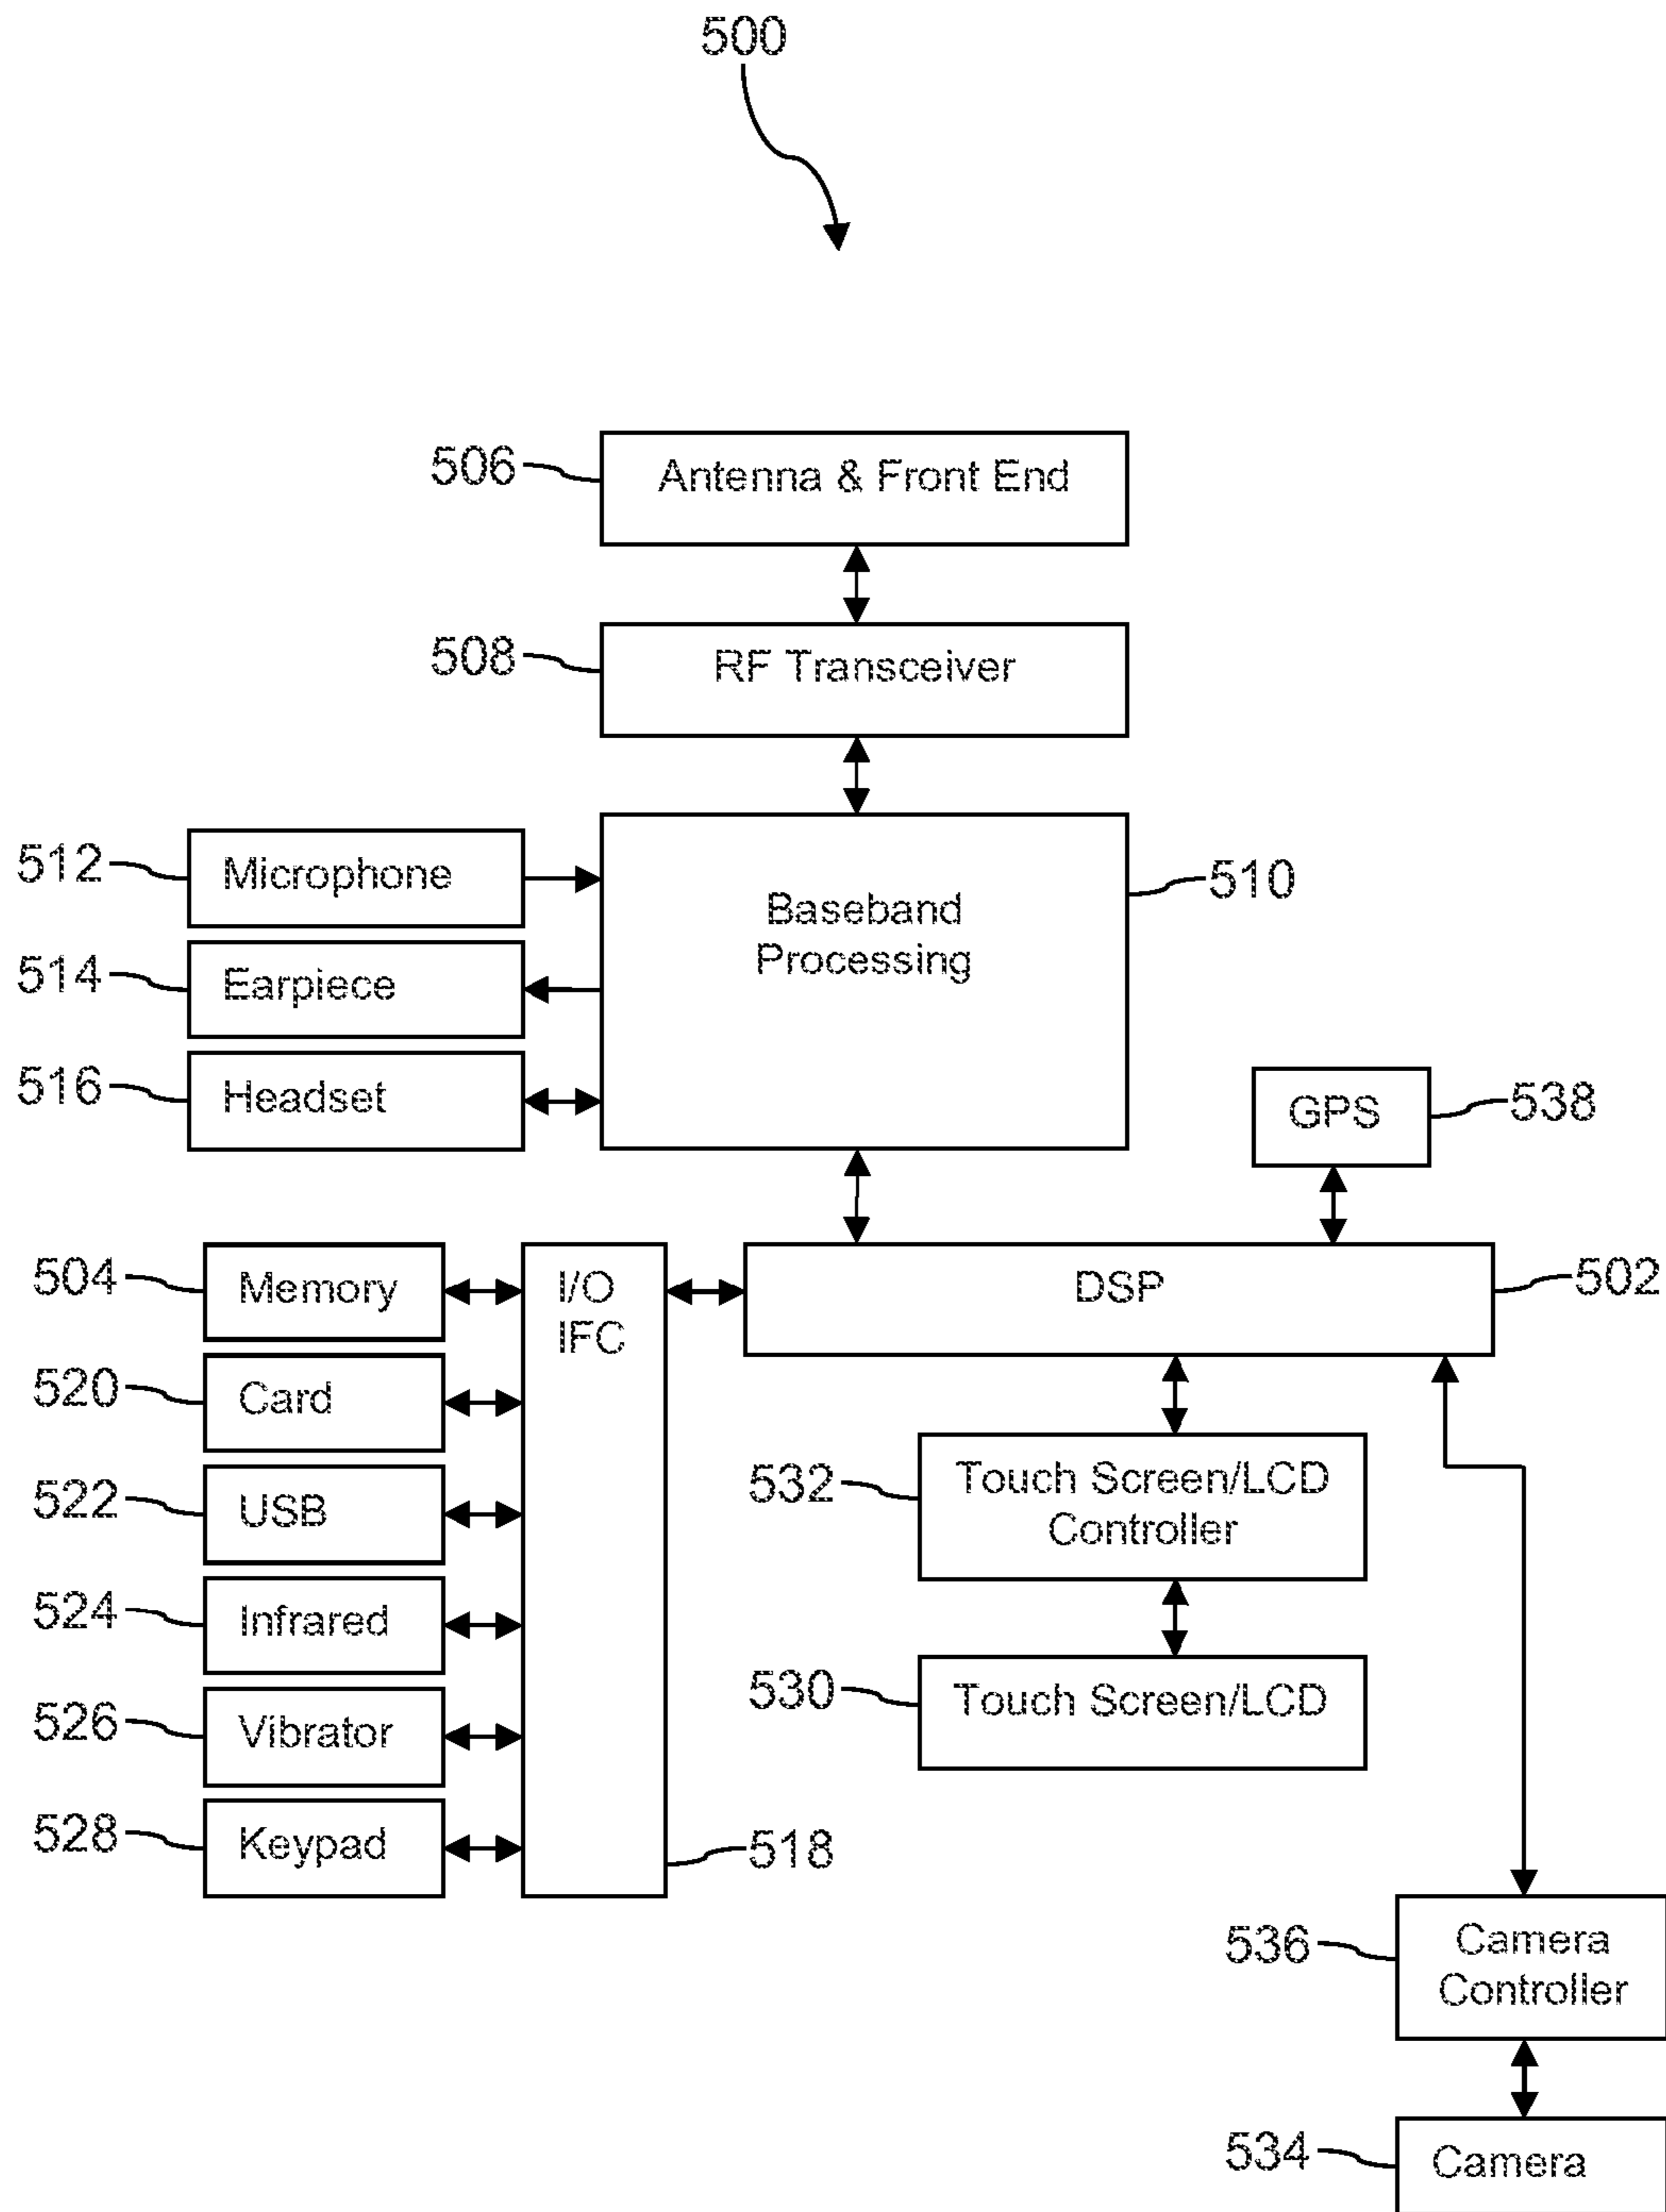 500
506
Antenna & Front End
508
RF Transceiver
512
Microphone
Baseband
Processing
510
514
Earpiece
516
Headset
GPS
538
504
Memory
I/O
IFC
DSP
502
520
Card
522
USB
532
Touch Screen/LCD
Controller
524
Infrared
526
Vibrator
530
Touch Screen/LCD
528
Keypad
518
536
Camera
Controller
534
Camera